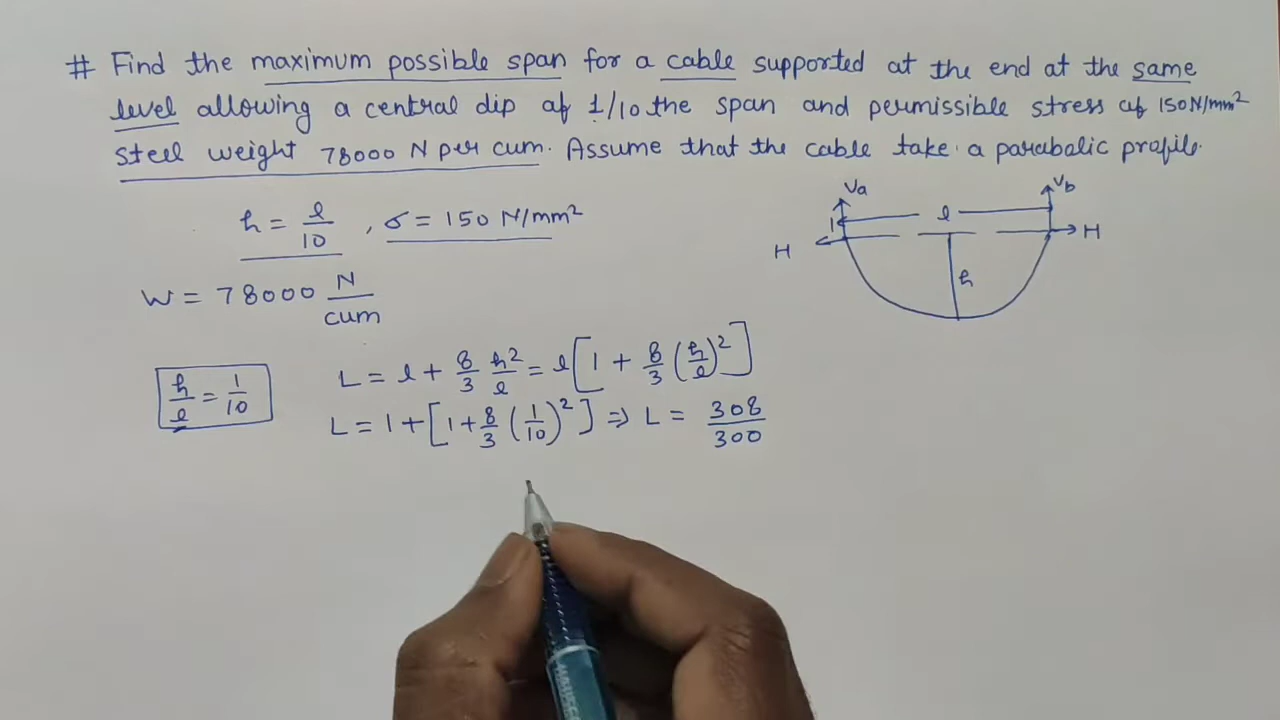 # Find the maximum possible span for a cable supported at the end at the same
level allowing a central dip of 1/10 the span and permissible stress of 150 N/mm²
steel weight 78000 N per cum. Assume that the cable take a parabolic profile.
h = l/10 , σ = 150 N/mm²
Va
Vb
l
H
H
h
W = 78000 N/cum
h/l = 1/10
L = l + 8/3 h²/l = l[1 + 8/3 (h/l)²]
L = 1 + [1 + 8/3 (1/10)²] ⇒ L = 308/300